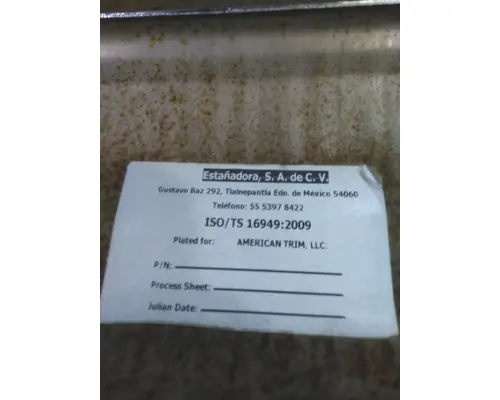 Estañadora, S. A. de C. V.
Gustavo Baz 292, Tlalnepantla Edo. de México 54060
Teléfono: 55 5397 8422
ISO/TS 16949:2009
Plated for: AMERICAN TRIM, LLC.
P/N:
Process Sheet:
Julian Date: